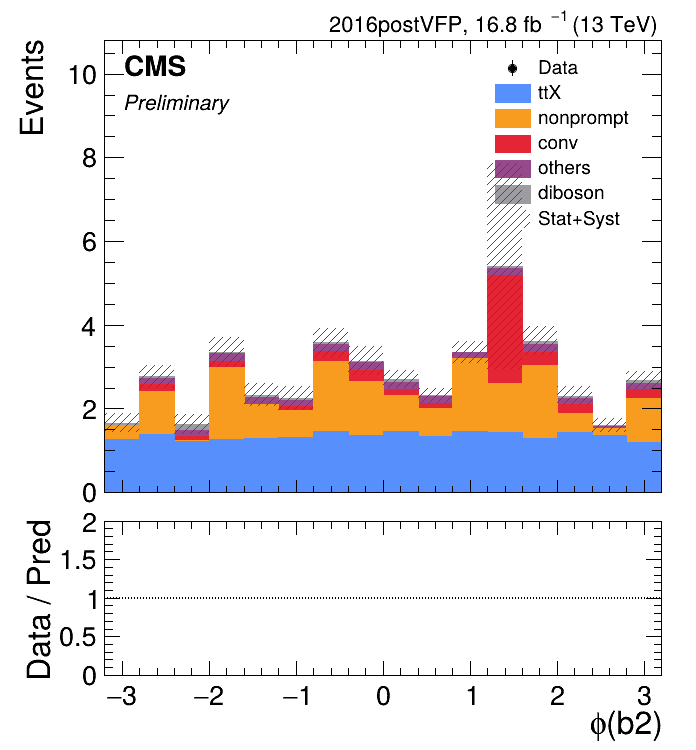 2016postVFP, 16.8 fb⁻¹ (13 TeV)
Events
CMS
Preliminary
Data
ttX
nonprompt
conv
others
diboson
Stat+Syst
10
8
6
4
2
0
Data / Pred
2
1.5
1
0.5
0
−3 −2 −1 0 1 2 3
ϕ(b2)